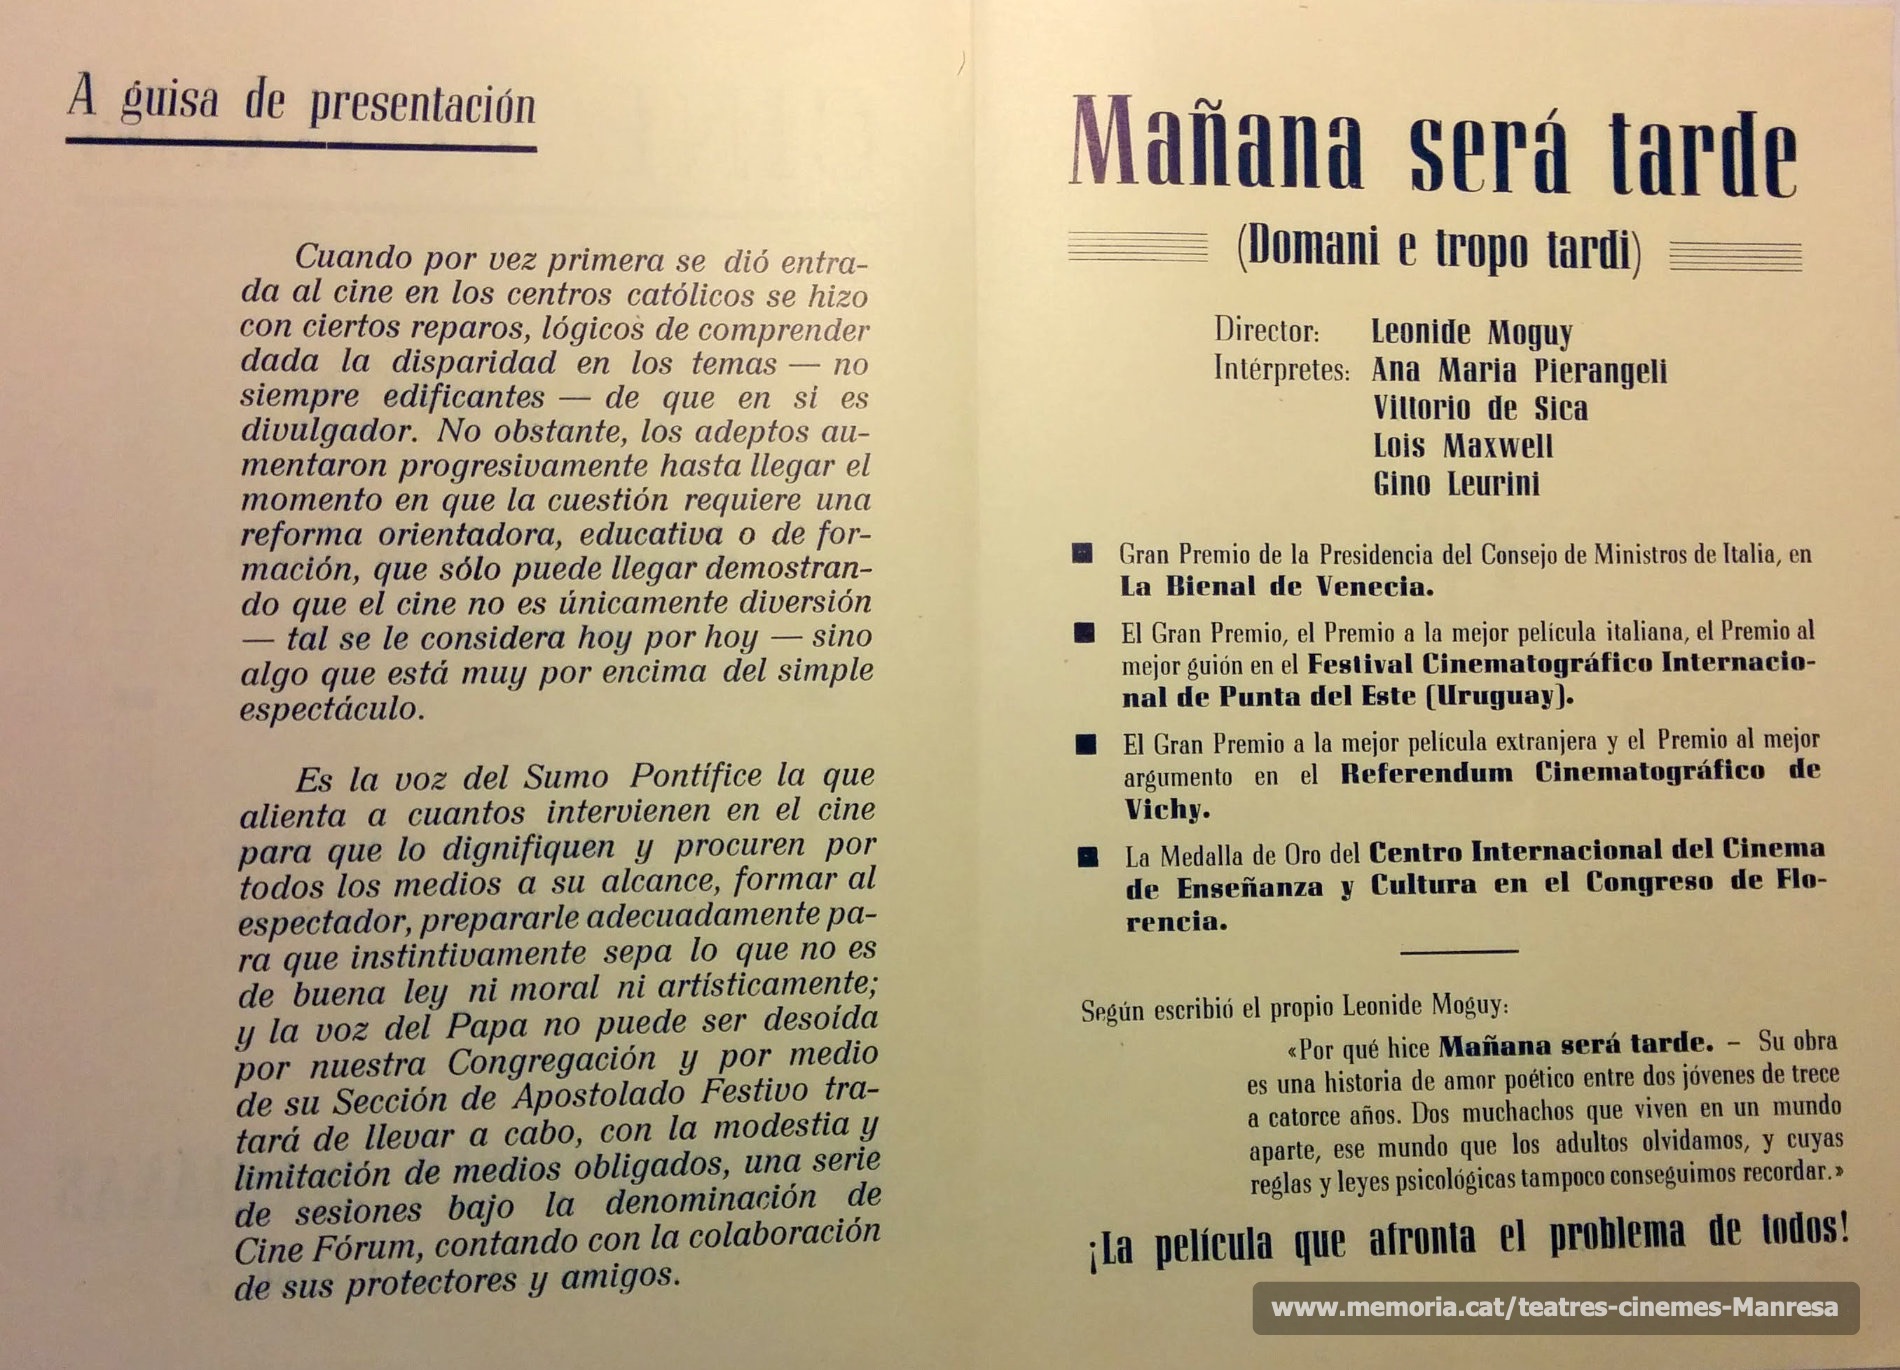 A guisa de presentación
Cuando por vez primera se dió entra-
da al cine en los centros católicos se hizo
con ciertos reparos, lógicos de comprender
dada la disparidad en los temas — no
siempre edificantes — de que en si es
divulgador. No obstante, los adeptos au-
mentaron progresivamente hasta llegar el
momento en que la cuestión requiere una
reforma orientadora, educativa o de for-
mación, que sólo puede llegar demostran-
do que el cine no es únicamente diversión
— tal se le considera hoy por hoy — sino
algo que está muy por encima del simple
espectáculo.
Es la voz del Sumo Pontífice la que
alienta a cuantos intervienen en el cine
para que lo dignifiquen y procuren por
todos los medios a su alcance, formar al
espectador, prepararle adecuadamente pa-
ra que instintivamente sepa lo que no es
de buena ley ni moral ni artísticamente;
y la voz del Papa no puede ser desoída
por nuestra Congregación y por medio
de su Sección de Apostolado Festivo tra-
tará de llevar a cabo, con la modestia y
limitación de medios obligados, una serie
de sesiones bajo la denominación de
Cine Fórum, contando con la colaboración
de sus protectores y amigos.
Mañana será tarde
(Domani e tropo tardi)
Director: Leonide Moguy
Intérpretes: Ana Maria Pierangeli
Vittorio de Sica
Lois Maxwell
Gino Leurini
■ Gran Premio de la Presidencia del Consejo de Ministros de Italia, en
La Bienal de Venecia.
■ El Gran Premio, el Premio a la mejor película italiana, el Premio al
mejor guión en el Festival Cinematográfico Internacio-
nal de Punta del Este (Uruguay).
■ El Gran Premio a la mejor película extranjera y el Premio al mejor
argumento en el Referendum Cinematográfico de
Vichy.
■ La Medalla de Oro del Centro Internacional del Cinema
de Enseñanza y Cultura en el Congreso de Flo-
rencia.
Según escribió el propio Leonide Moguy:
«Por qué hice Mañana será tarde. – Su obra
es una historia de amor poético entre dos jóvenes de trece
a catorce años. Dos muchachos que viven en un mundo
aparte, ese mundo que los adultos olvidamos, y cuyas
reglas y leyes psicológicas tampoco conseguimos recordar.»
¡La película que afronta el problema de todos!
www.memoria.cat/teatres-cinemes-Manresa